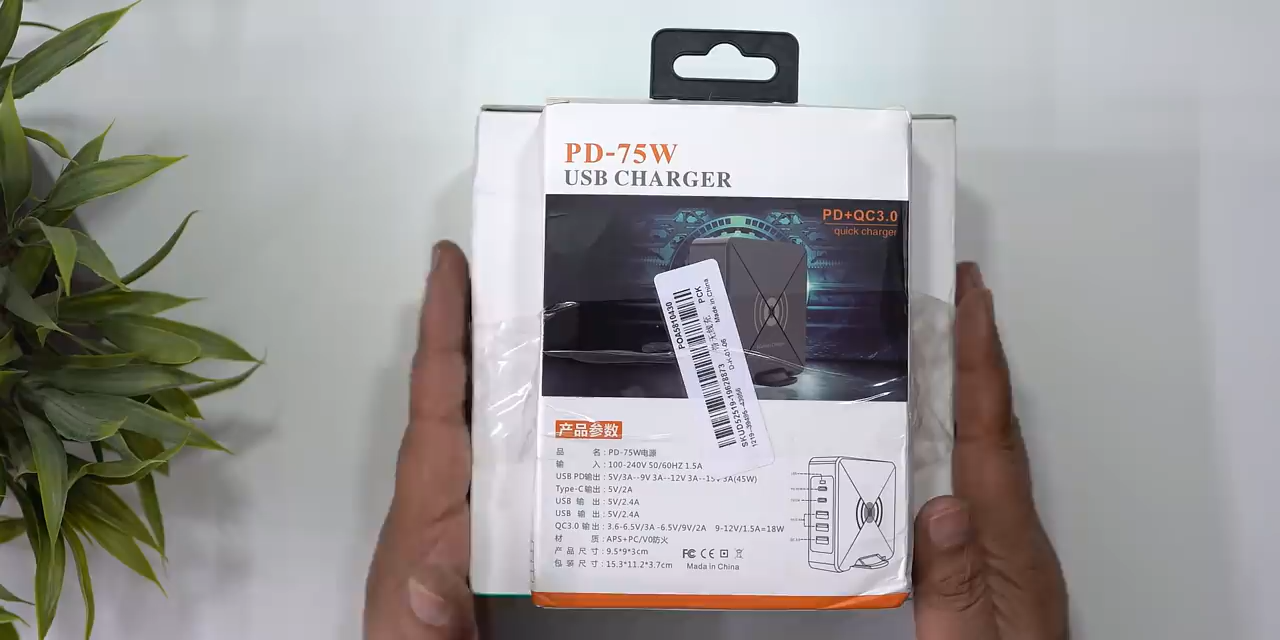 PD-75W
USB CHARGER
PD+QC3.0
quick charger
POA5810430
PCK
Made in China
产品参数
品 名：PD-75W电源
输 入：100-240V 50/60HZ 1.5A
USB PD输出：5V/3A--9V 3A--12V 3A--15V 3A(45W)
Type-C输出：5V/2A
USB 输 出：5V/2.4A
USB 输 出：5V/2.4A
QC3.0 输出：3.6-6.5V/3A -6.5V/9V/2A 9-12V/1.5A=18W
材 质：APS+PC/V0防火
产 品 尺 寸：9.5*9*3cm
包 装 尺 寸：15.3*11.2*3.7cm
FC CE
Made in China